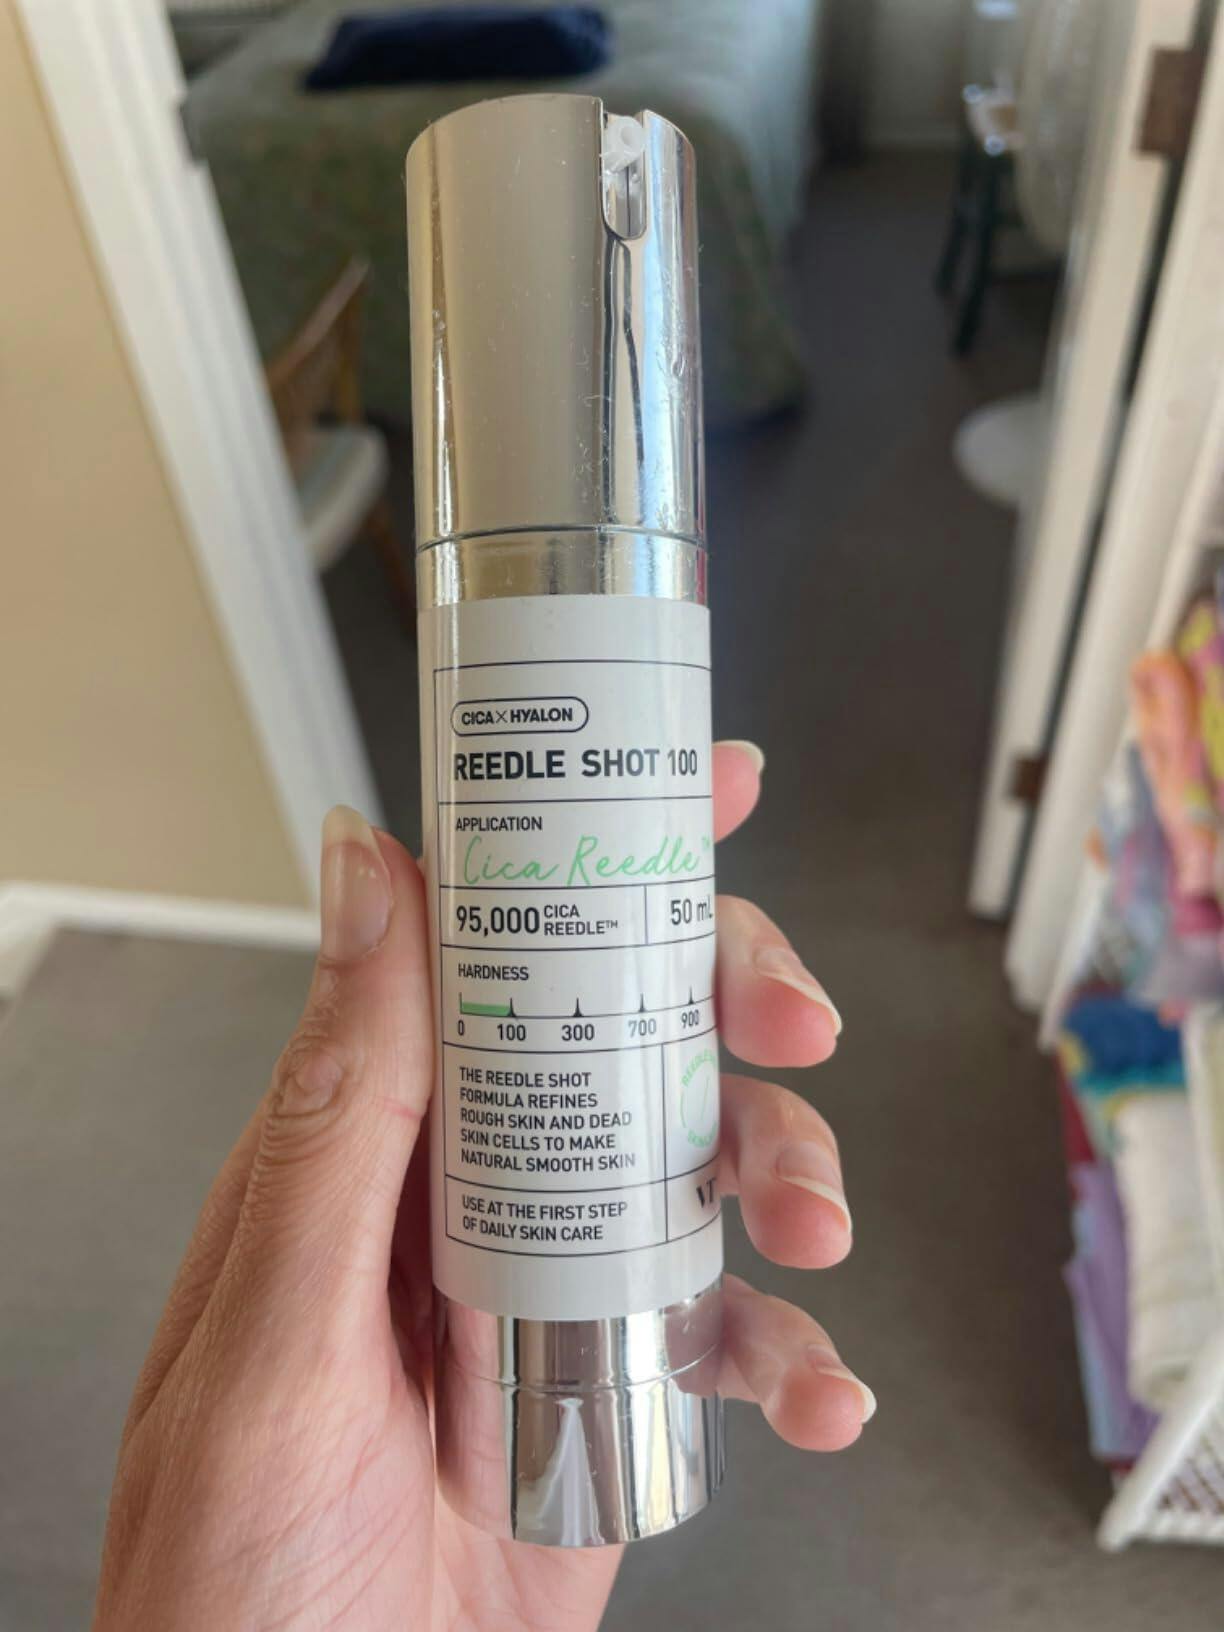 CICA×HYALON
REEDLE SHOT 100
APPLICATION
Cica Reedle™
95,000 CICA REEDLE™
50 mL
HARDNESS
0 100 300 700 900
THE REEDLE SHOT
FORMULA REFINES
ROUGH SKIN AND DEAD
SKIN CELLS TO MAKE
NATURAL SMOOTH SKIN
USE AT THE FIRST STEP
OF DAILY SKIN CARE
VT